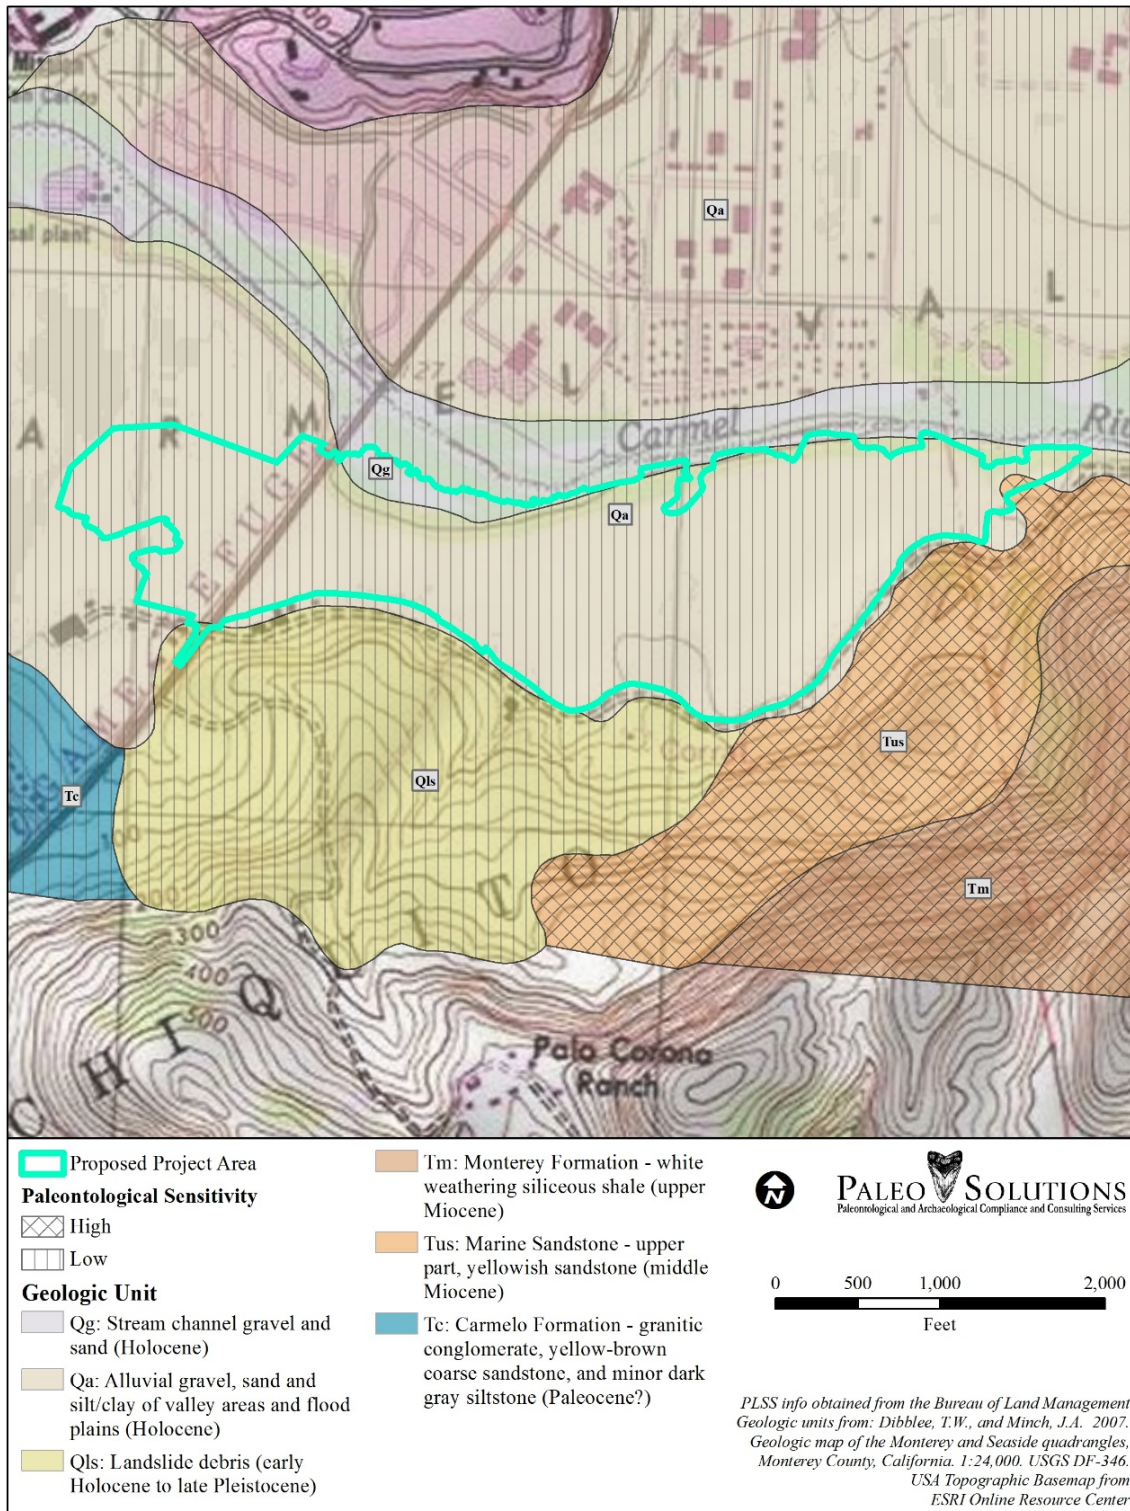 Mission
sal plant
Qa
L
A
V
L
E
A
R
M
Carmel
Riv
Qg
Qa
EFUGE
GAME
Tus
Qls
Tc
Tm
O
T
I
300
400
500
Q
I
H
C
Palo Corona
Ranch
Proposed Project Area
Paleontological Sensitivity
High
Low
Geologic Unit
Qg: Stream channel gravel and
sand (Holocene)
Qa: Alluvial gravel, sand and
silt/clay of valley areas and flood
plains (Holocene)
Qls: Landslide debris (early
Holocene to late Pleistocene)
Tm: Monterey Formation - white
weathering siliceous shale (upper
Miocene)
Tus: Marine Sandstone - upper
part, yellowish sandstone (middle
Miocene)
Tc: Carmelo Formation - granitic
conglomerate, yellow-brown
coarse sandstone, and minor dark
gray siltstone (Paleocene?)
N
PALEO SOLUTIONS
Paleontological and Archaeological Compliance and Consulting Services
0 500 1,000 2,000
Feet
PLSS info obtained from the Bureau of Land Management
Geologic units from: Dibblee, T.W., and Minch, J.A. 2007.
Geologic map of the Monterey and Seaside quadrangles,
Monterey County, California. 1:24,000. USGS DF-346.
USA Topographic Basemap from
ESRI Online Resource Center